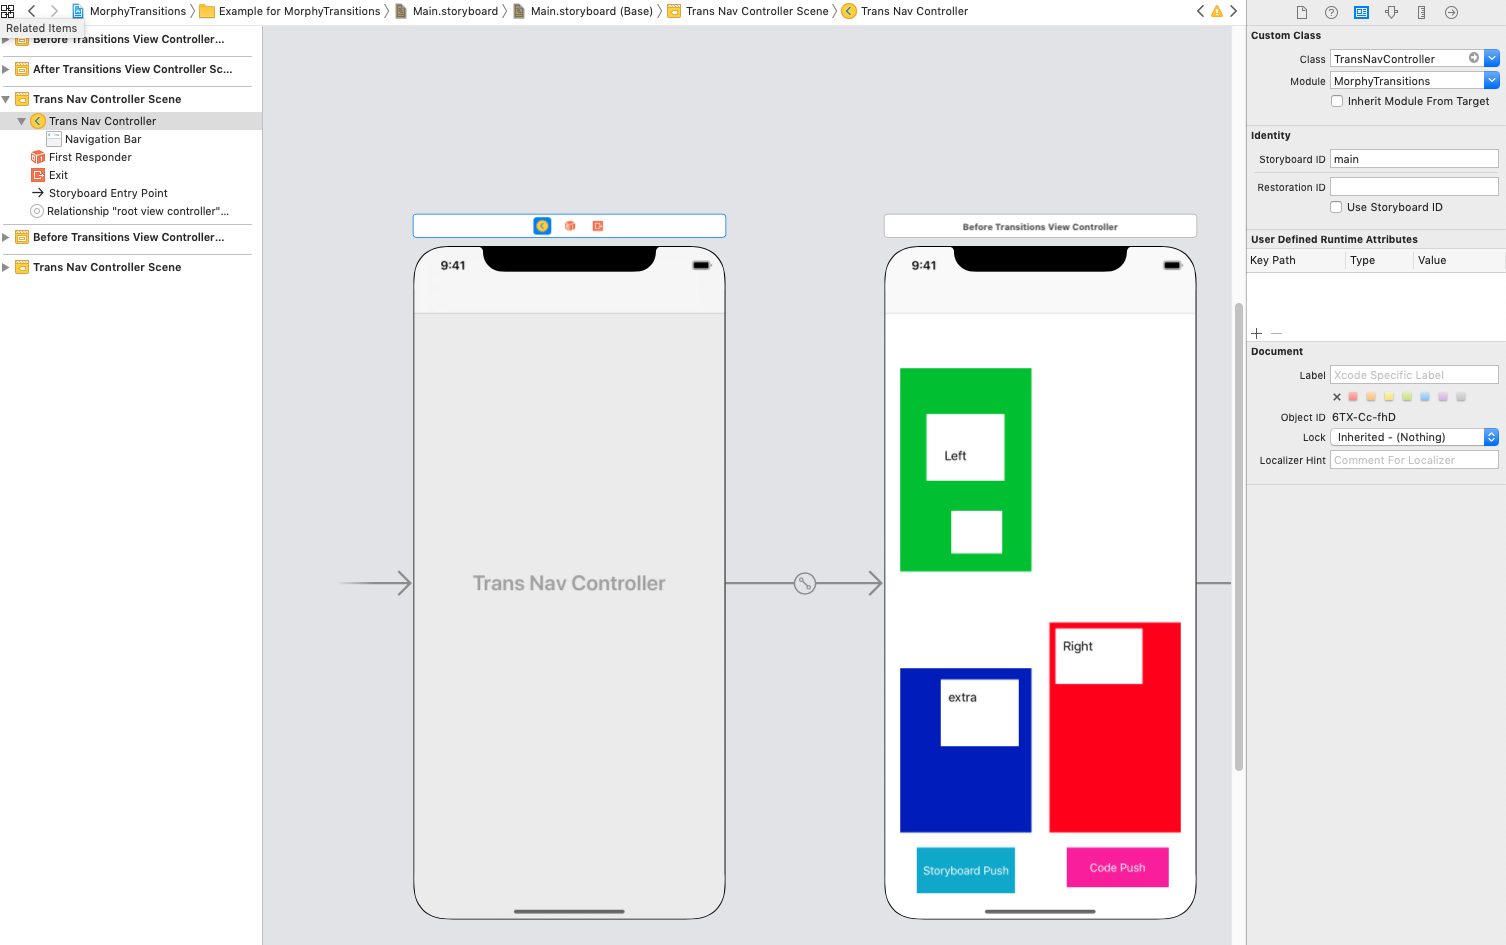 MorphyTransitions
Example for MorphyTransitions
Main.storyboard
Main.storyboard (Base)
Trans Nav Controller Scene
Trans Nav Controller
Related Items
Before Transitions View Controller...
After Transitions View Controller Sc...
Trans Nav Controller Scene
Trans Nav Controller
Navigation Bar
First Responder
Exit
Storyboard Entry Point
Relationship "root view controller"...
Before Transitions View Controller...
Trans Nav Controller Scene
9:41
Trans Nav Controller
Before Transitions View Controller
9:41
Left
Right
extra
Storyboard Push
Code Push
Custom Class
Class TransNavController
Module MorphyTransitions
Inherit Module From Target
Identity
Storyboard ID main
Restoration ID
Use Storyboard ID
User Defined Runtime Attributes
Key Path Type Value
Document
Label Xcode Specific Label
Object ID 6TX-Cc-fhD
Lock Inherited - (Nothing)
Localizer Hint Comment For Localizer